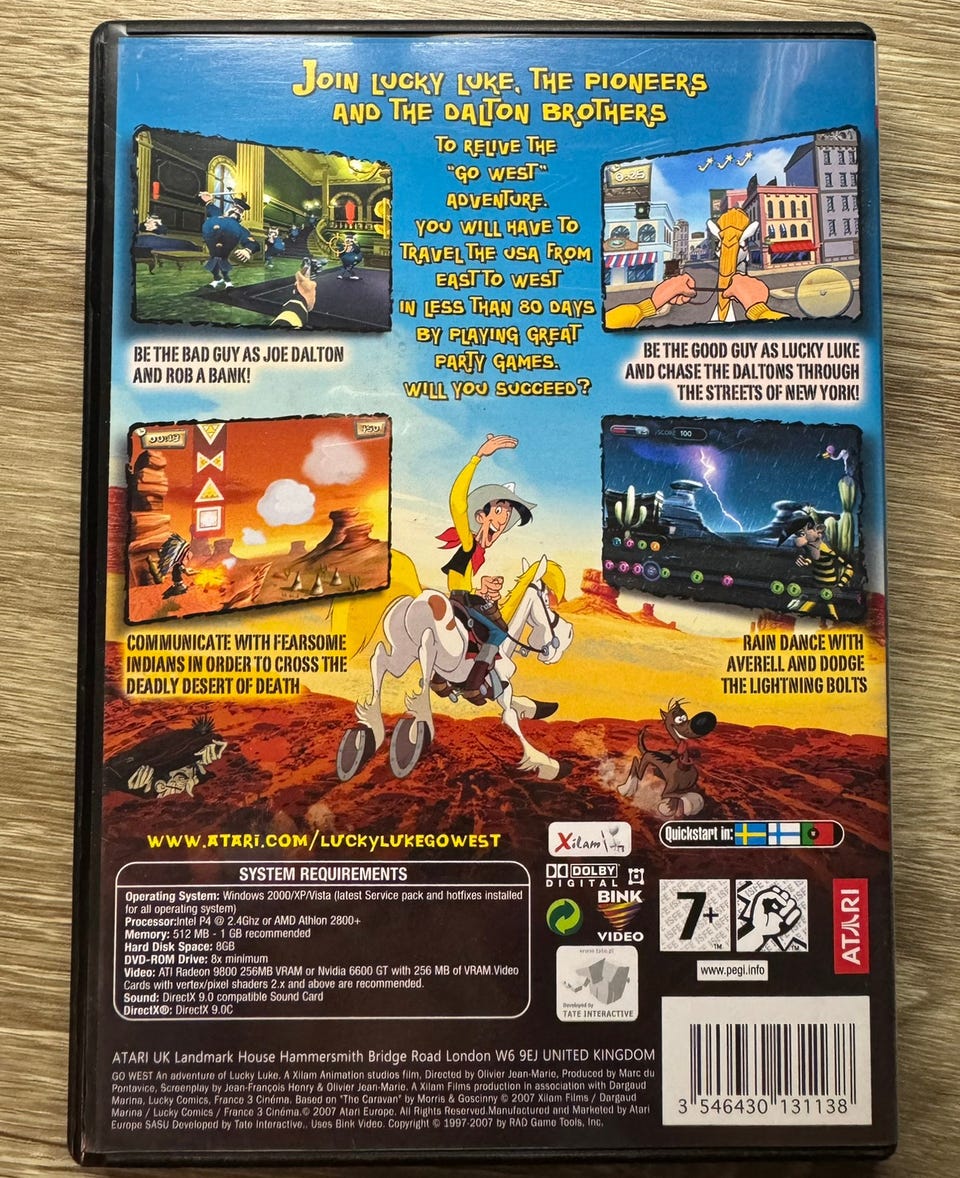 JOIN LUCKY LUKE, THE PIONEERS
AND THE DALTON BROTHERS
TO RELIVE THE
"GO WEST"
ADVENTURE.
YOU WILL HAVE TO
TRAVEL THE USA FROM
EAST TO WEST
IN LESS THAN 80 DAYS
BY PLAYING GREAT
PARTY GAMES.
WILL YOU SUCCEED?
BE THE BAD GUY AS JOE DALTON
AND ROB A BANK!
BE THE GOOD GUY AS LUCKY LUKE
AND CHASE THE DALTONS THROUGH
THE STREETS OF NEW YORK!
SCORE 100
COMMUNICATE WITH FEARSOME
INDIANS IN ORDER TO CROSS THE
DEADLY DESERT OF DEATH
RAIN DANCE WITH
AVERELL AND DODGE
THE LIGHTNING BOLTS
WWW.ATARI.COM/LUCKYLUKEGOWEST
Xilam
Quickstart in:
SYSTEM REQUIREMENTS
Operating System: Windows 2000/XP/Vista (latest Service pack and hotfixes installed
for all operating system)
Processor:Intel P4 @ 2.4Ghz or AMD Athlon 2800+
Memory: 512 MB - 1 GB recommended
Hard Disk Space: 8GB
DVD-ROM Drive: 8x minimum
Video: ATI Radeon 9800 256MB VRAM or Nvidia 6600 GT with 256 MB of VRAM.Video
Cards with vertex/pixel shaders 2.x and above are recommended.
Sound: DirectX 9.0 compatible Sound Card
DirectX®: DirectX 9.0C
DOLBY
DIGITAL
BINK
VIDEO
www.tate.pl
Developed by
TATE INTERACTIVE
7+
TM
www.pegi.info
ATARI
ATARI UK Landmark House Hammersmith Bridge Road London W6 9EJ UNITED KINGDOM
GO WEST An adventure of Lucky Luke. A Xilam Animation studios film, Directed by Olivier Jean-Marie, Produced by Marc du
Pontavice, Screenplay by Jean-François Henry & Olivier Jean-Marie. A Xilam Films production in association with Dargaud
Marina, Lucky Comics, France 3 Cinéma. Based on "The Caravan" by Morris & Goscinny © 2007 Xilam Films / Dargaud
Marina / Lucky Comics / France 3 Cinéma.© 2007 Atari Europe. All Rights Reserved.Manufactured and Marketed by Atari
Europe SASU Developed by Tate Interactive.. Uses Bink Video. Copyright © 1997-2007 by RAD Game Tools, Inc.
3 546430 131138